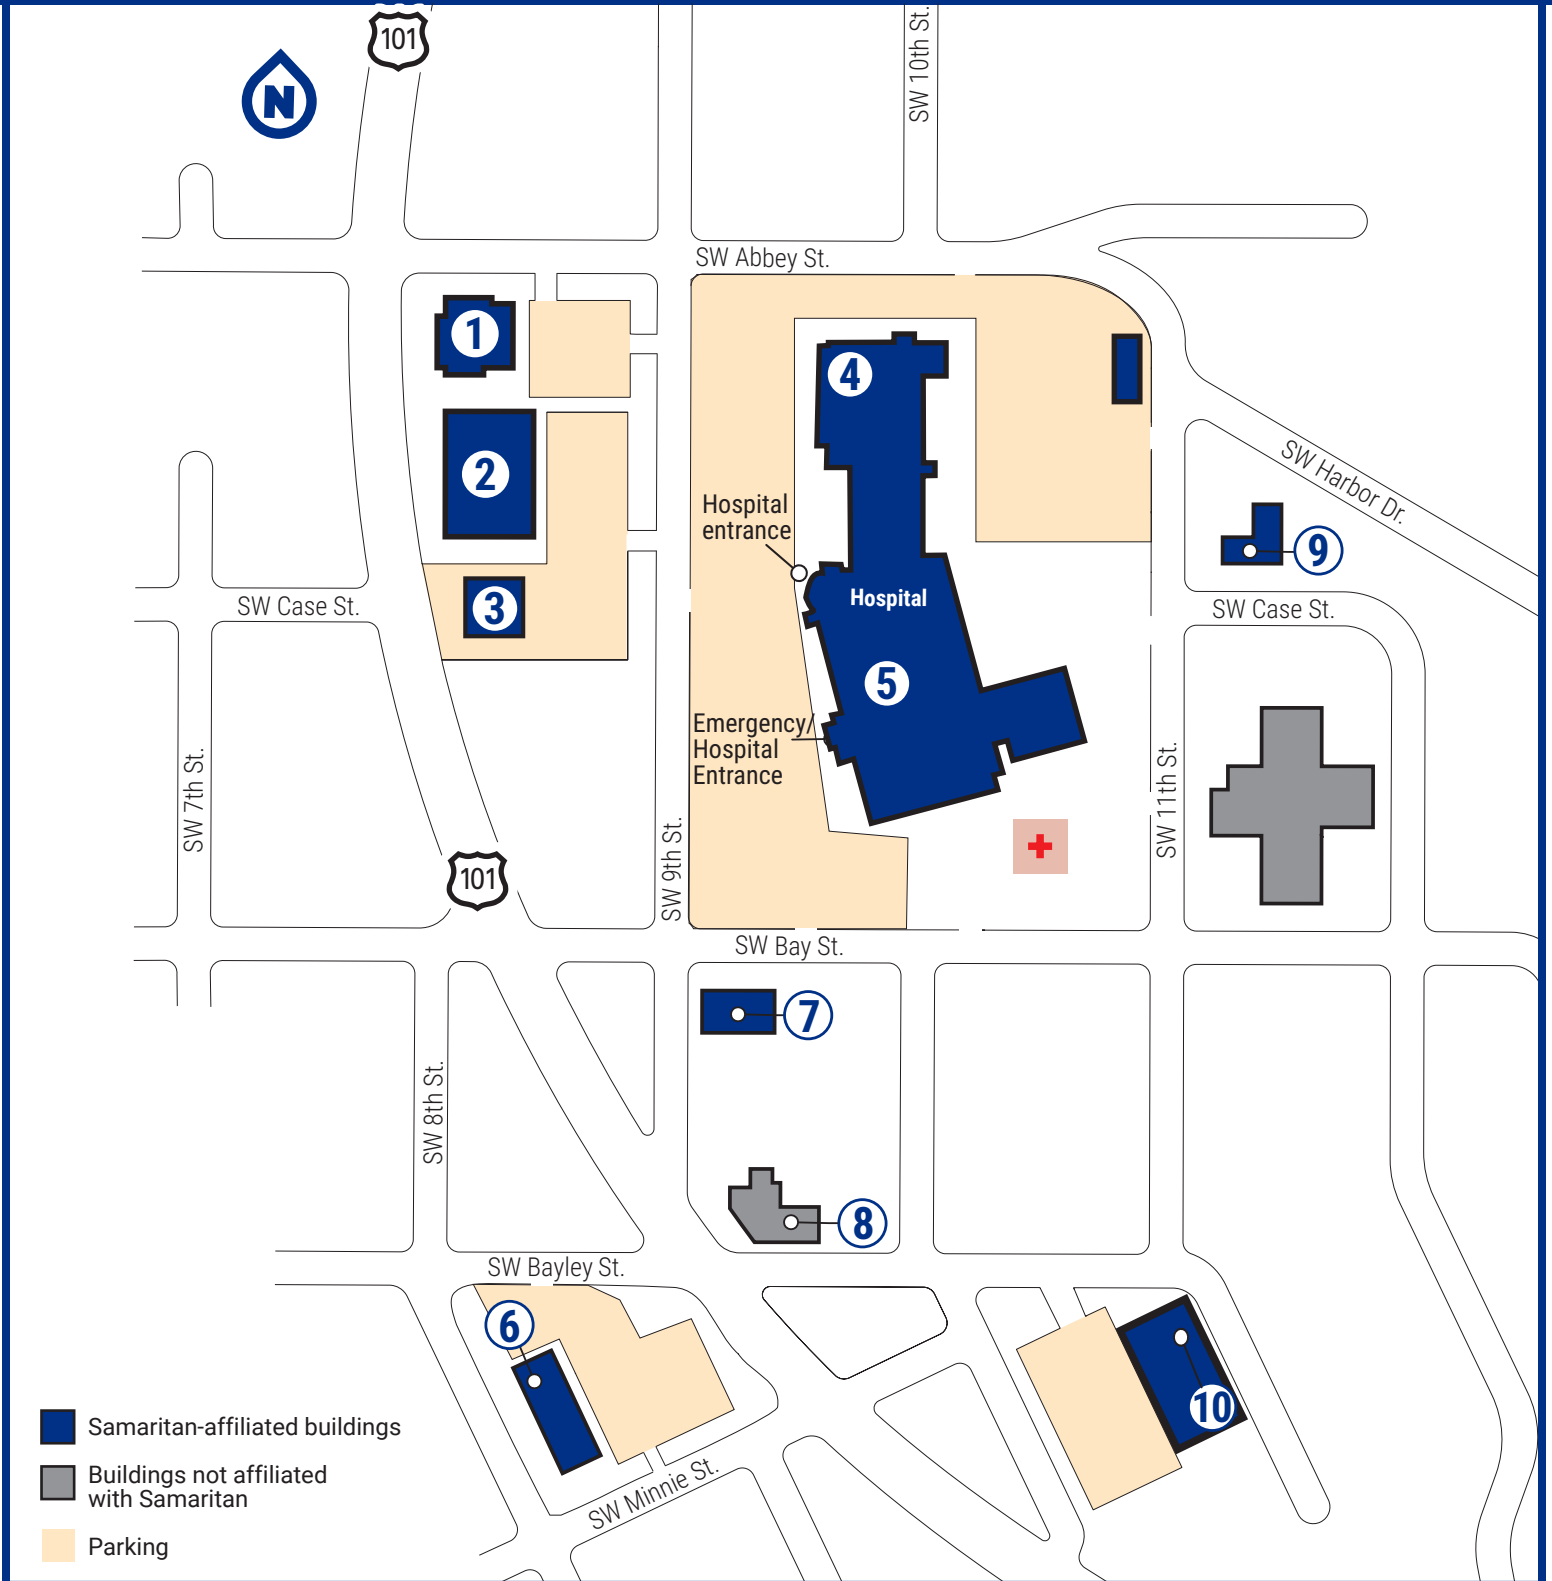 101
N
SW 10th St.
SW Abbey St.
1
4
2
SW Harbor Dr.
Hospital
entrance
9
3
Hospital
SW Case St.
SW Case St.
5
Emergency/
Hospital
Entrance
SW 7th St.
SW 11th St.
SW 9th St.
101
SW Bay St.
7
SW 8th St.
8
SW Bayley St.
6
10
SW Minnie St.
Samaritan-affiliated buildings
Buildings not affiliated
with Samaritan
Parking